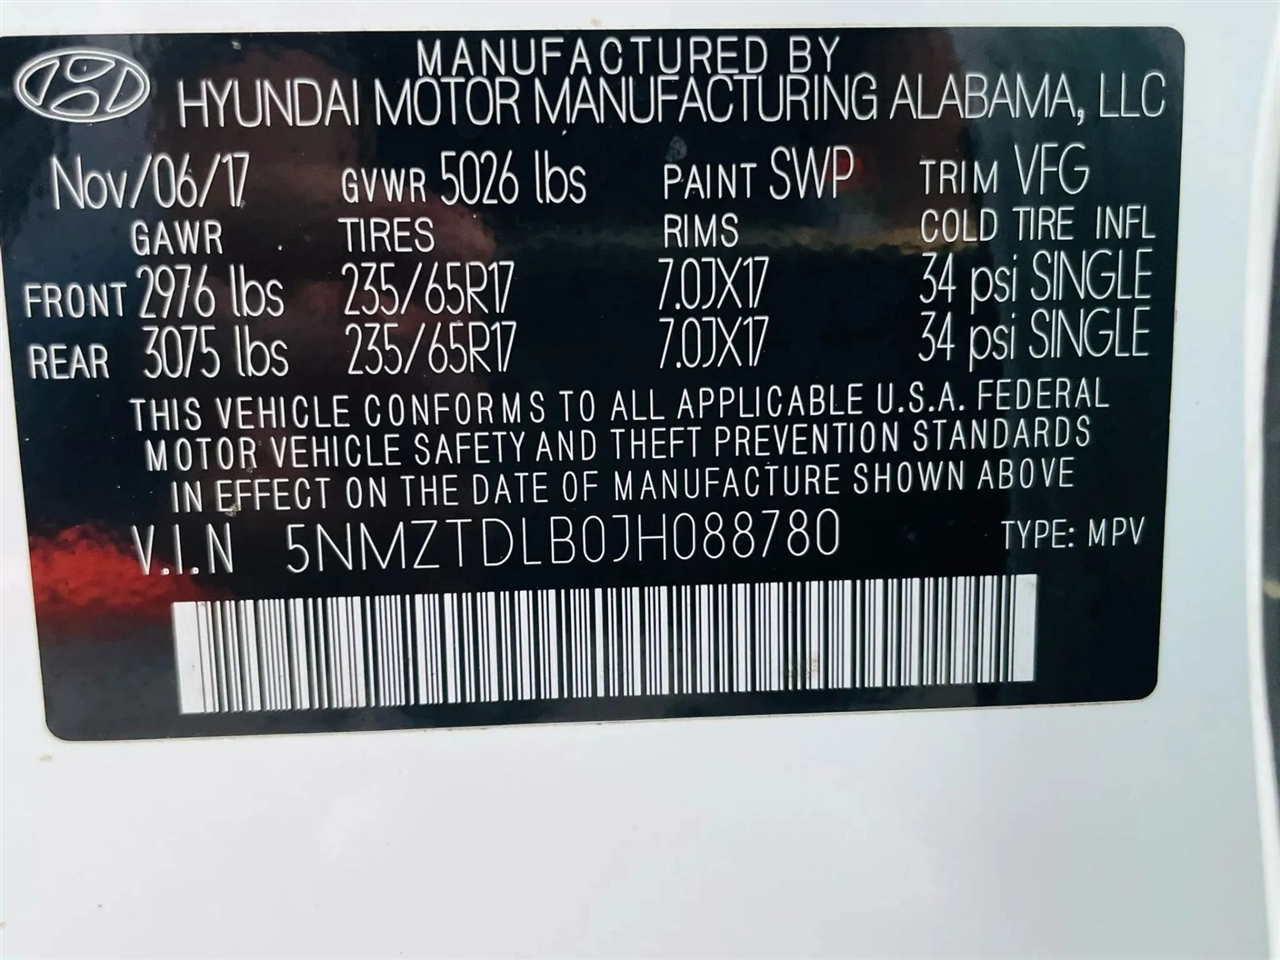 MANUFACTURED BY
HYUNDAI MOTOR MANUFACTURING ALABAMA, LLC
Nov/06/17 GVWR 5026 lbs PAINT SWP TRIM VFG
GAWR TIRES RIMS COLD TIRE INFL
FRONT 2976 lbs 235/65R17 7.0JX17 34 psi SINGLE
REAR 3075 lbs 235/65R17 7.0JX17 34 psi SINGLE
THIS VEHICLE CONFORMS TO ALL APPLICABLE U.S.A. FEDERAL
MOTOR VEHICLE SAFETY AND THEFT PREVENTION STANDARDS
IN EFFECT ON THE DATE OF MANUFACTURE SHOWN ABOVE
V.I.N 5NMZTDLB0JH088780 TYPE: MPV